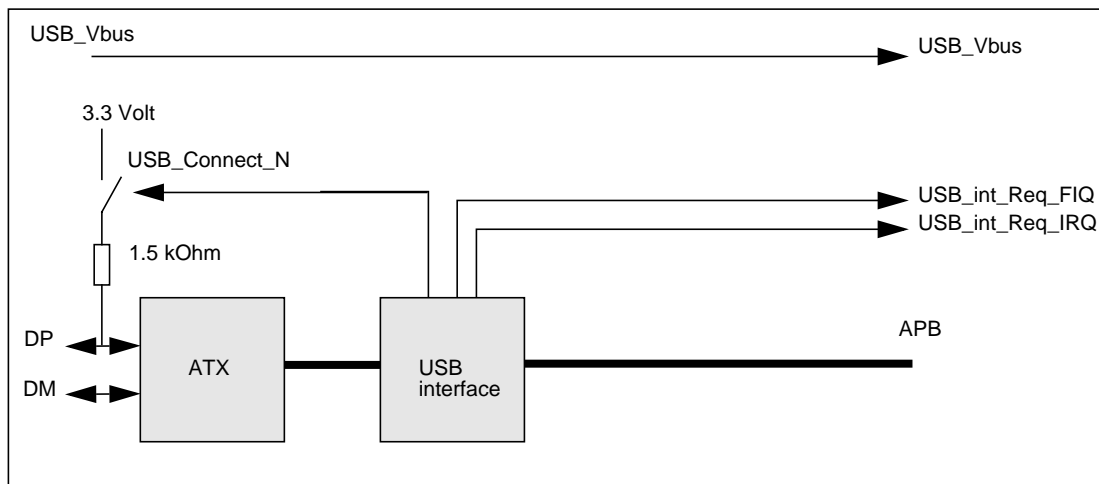 USB_Vbus
USB_Vbus
3.3 Volt
USB_Connect_N
USB_int_Req_FIQ
USB_int_Req_IRQ
1.5 kOhm
DP
APB
ATX
USB
interface
DM